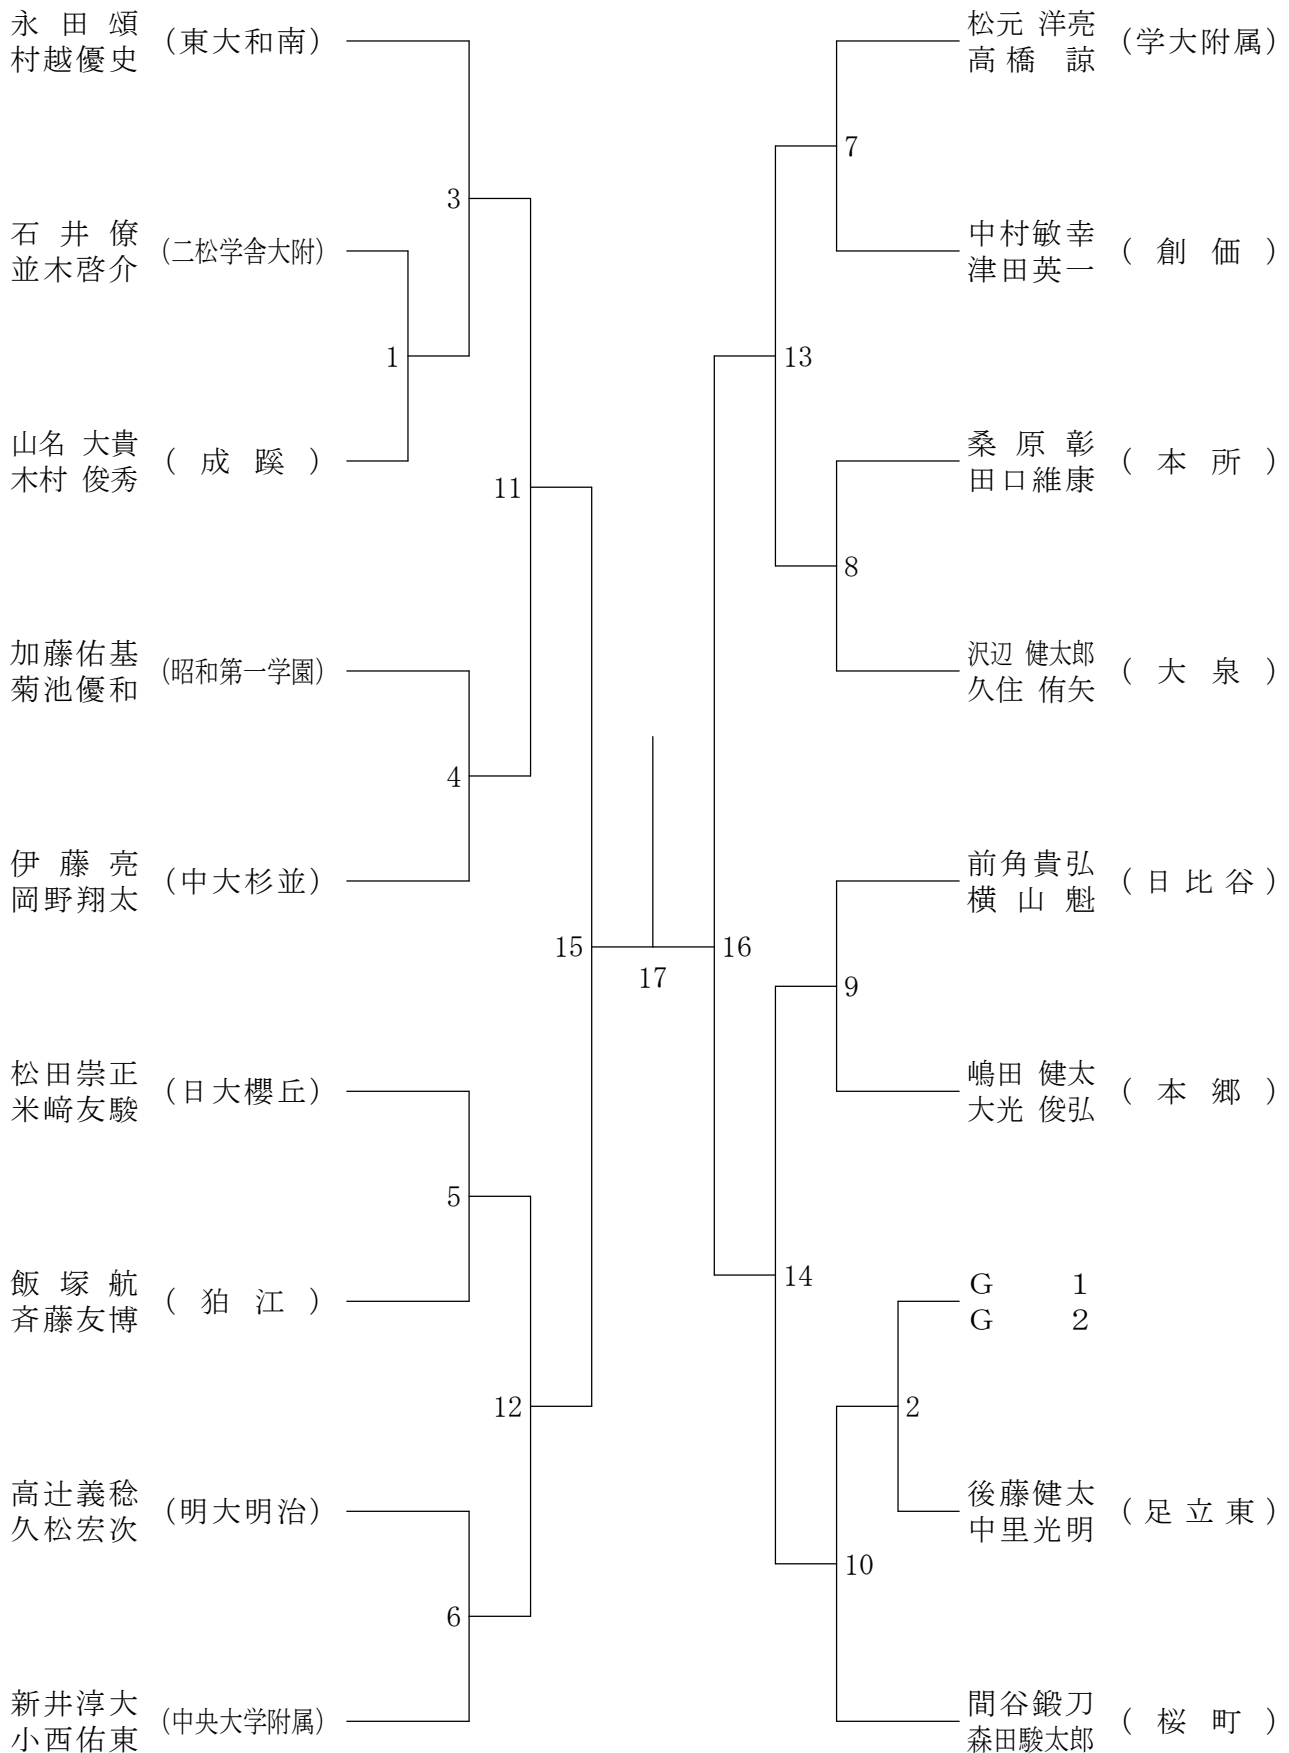 永田頌 (東大和南)
村越優史
石井僚 (二松学舎大附)
並木啓介
山名 大貴 (成蹊)
木村 俊秀
加藤佑基 (昭和第一学園)
菊池優和
伊藤亮 (中大杉並)
岡野翔太
松田崇正 (日大櫻丘)
米﨑友駿
飯塚航 (狛江)
斉藤友博
高辻義稔 (明大明治)
久松宏次
新井淳大 (中央大学附属)
小西佑東
3
1
11
4
15
5
12
6
17
松元 洋亮 (学大附属)
高橋諒
中村敏幸 (創価)
津田英一
桑原彰 (本所)
田口維康
沢辺 健太郎 (大泉)
久住 侑矢
前角貴弘 (日比谷)
横山魁
嶋田 健太 (本郷)
大光 俊弘
G 1
G 2
後藤健太 (足立東)
中里光明
間谷鍛刀 (桜町)
森田駿太郎
7
13
8
16
9
14
2
10